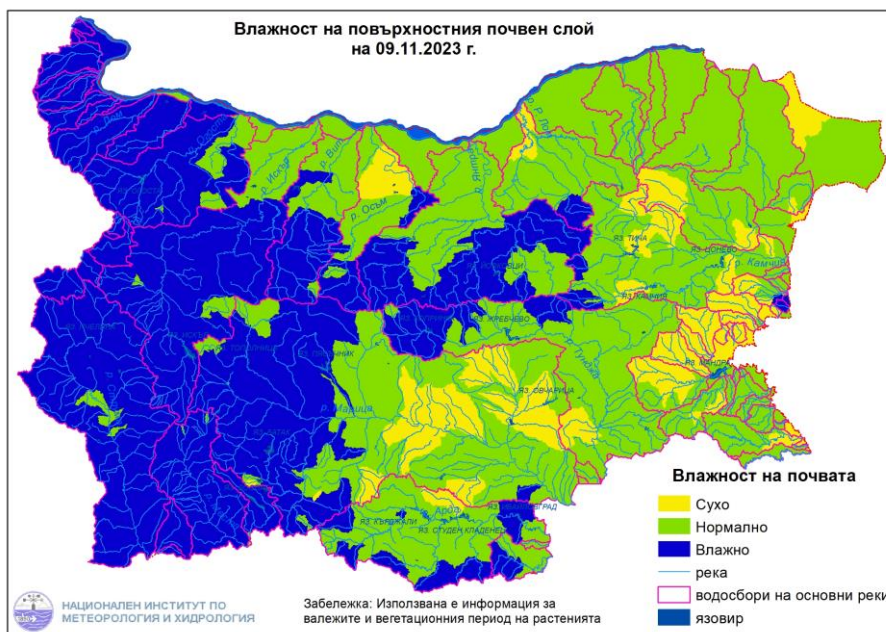 Влажност на повърхностния почвен слой
на 09.11.2023 г.
р. Искър
р. Вит
р. Осъм
р. Камчия
яз. ТИЧА
яз. ЖРЕБЧЕВО
яз. ОВЧАРИЦА
р. Тунджа
р. Марица
яз. КЪРДЖАЛИ
яз. СТУДЕН КЛАДЕНЕЦ
Влажност на почвата
Сухо
Нормално
Влажно
река
водосбори на основни реки
язовир
НАЦИОНАЛЕН ИНСТИТУТ ПО
МЕТЕОРОЛОГИЯ И ХИДРОЛОГИЯ
Забележка: Използвана е информация за
валежите и вегетационния период на растенията